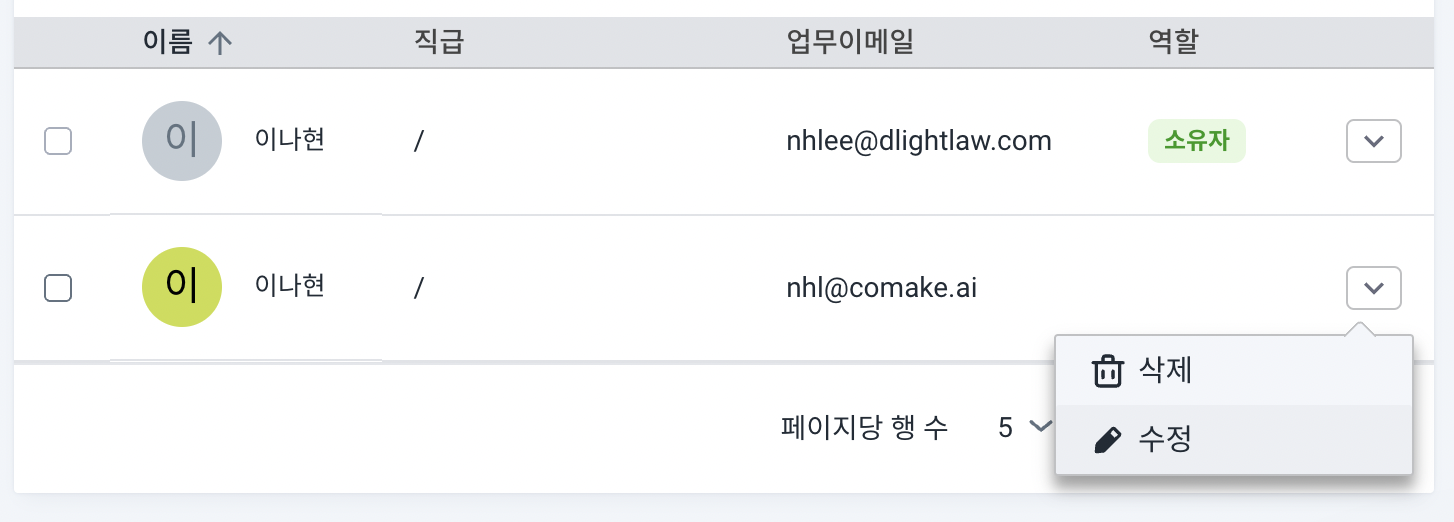 이름 직급 업무이메일 역할
이 이나현 / nhlee@dlightlaw.com 소유자
이 이나현 / nhl@comake.ai
삭제
페이지당 행 수 5
수정